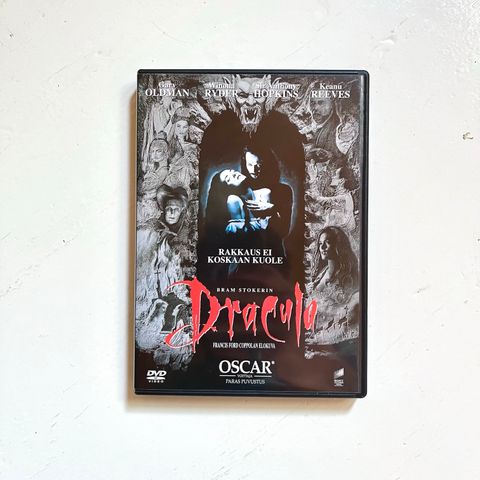 Gary OLDMAN
Winona RYDER
Sir Anthony HOPKINS
Keanu REEVES
RAKKAUS EI
KOSKAAN KUOLE
BRAM STOKERIN
Dracula
FRANCIS FORD COPPOLAN ELOKUVA
OSCAR®
VOITTAJA
PARAS PUVUSTUS
DVD
VIDEO